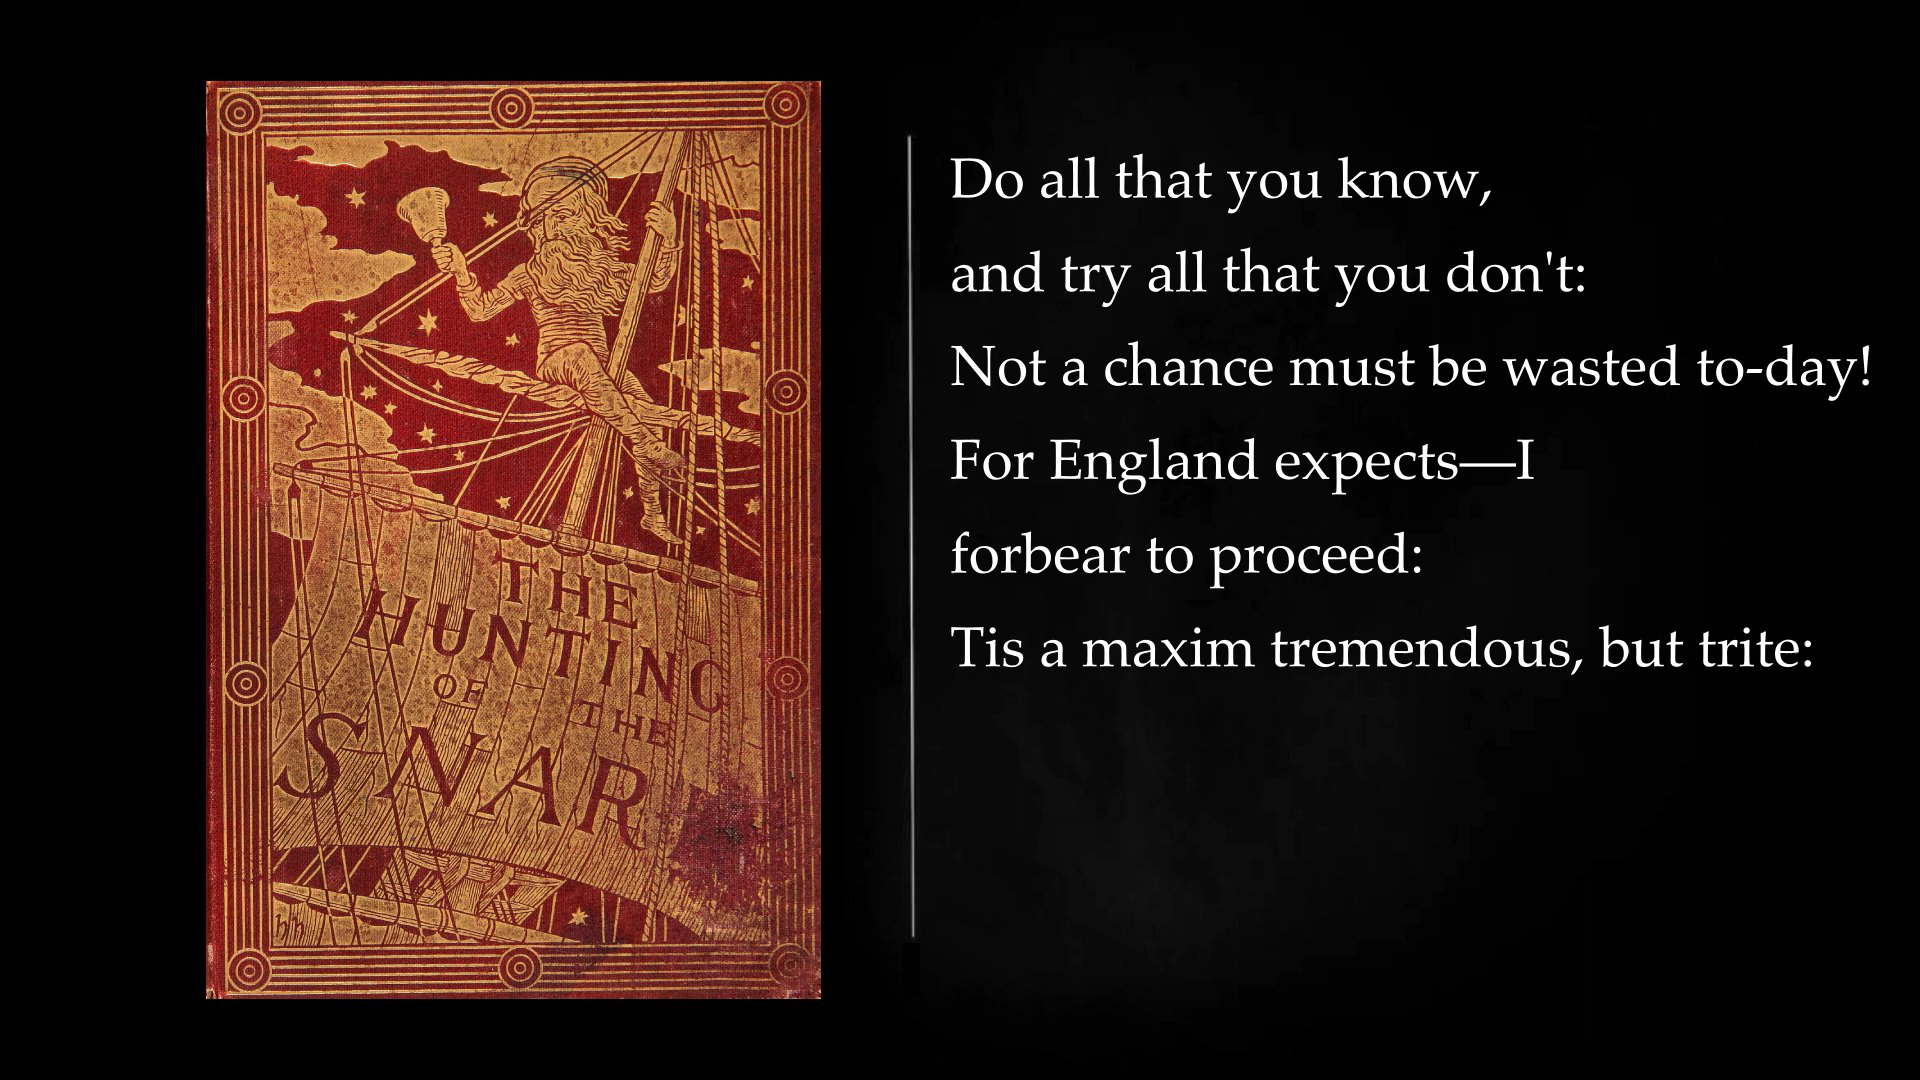 THE
HUNTING
OF THE
SNAR
Do all that you know,
and try all that you don't:
Not a chance must be wasted to-day!
For England expects—I
forbear to proceed:
Tis a maxim tremendous, but trite: